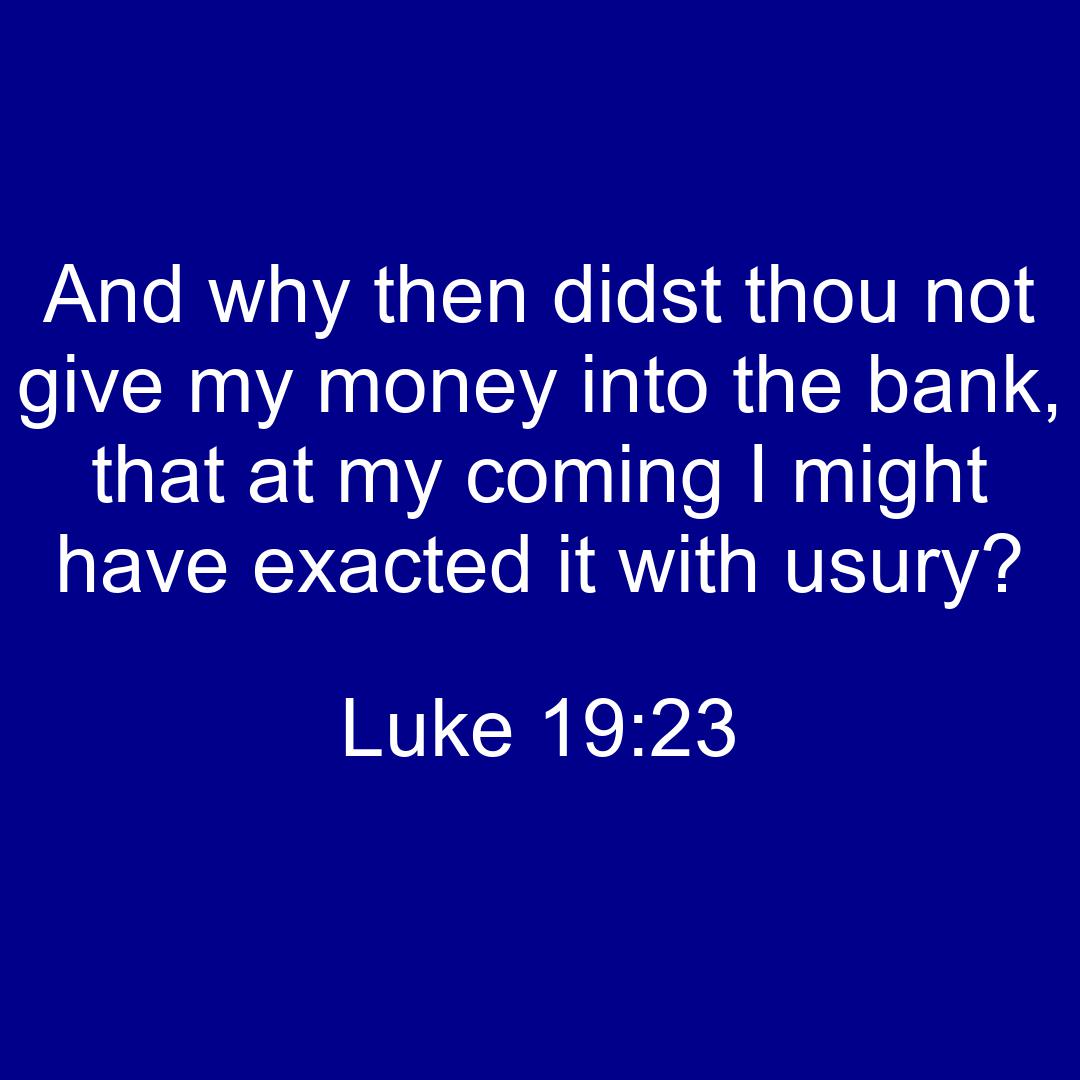 And why then didst thou not
give my money into the bank,
that at my coming I might
have exacted it with usury?
Luke 19:23